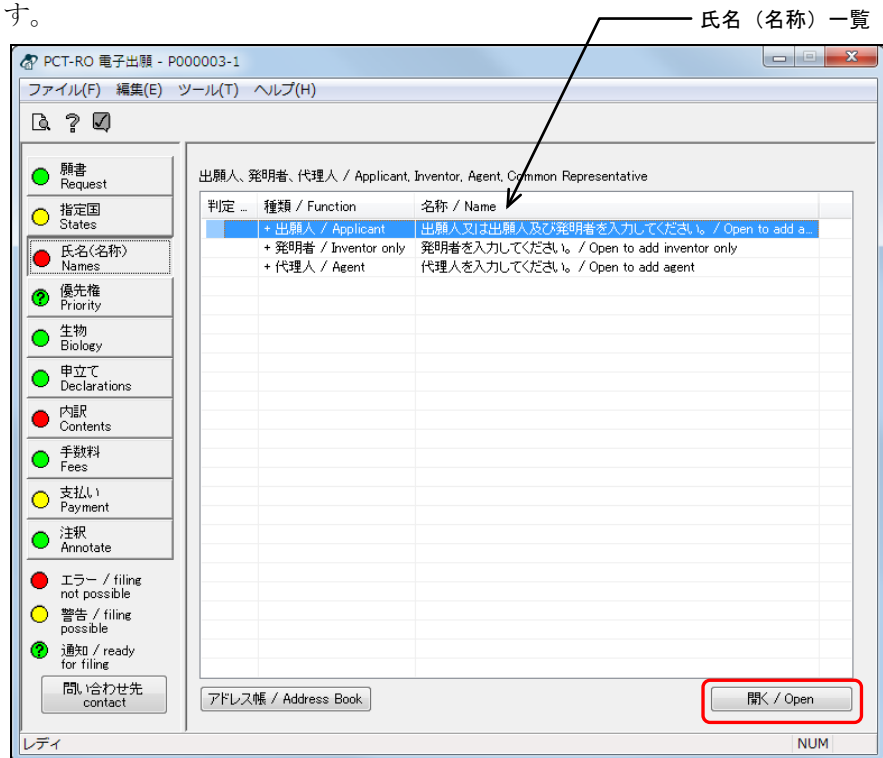 す。
氏名（名称）一覧
PCT-RO 電子出願 - P000003-1
ファイル(F) 編集(E) ツール(T) ヘルプ(H)
願書
Request
指定国
States
氏名(名称)
Names
優先権
Priority
生物
Biology
申立て
Declarations
内訳
Contents
手数料
Fees
支払い
Payment
注釈
Annotate
エラー / filing
not possible
警告 / filing
possible
通知 / ready
for filing
問い合わせ先
contact
出願人、発明者、代理人 / Applicant, Inventor, Agent, Common Representative
判定 ... 種類 / Function 名称 / Name
+ 出願人 / Applicant 出願人又は出願人及び発明者を入力してください。 / Open to add a...
+ 発明者 / Inventor only 発明者を入力してください。 / Open to add inventor only
+ 代理人 / Agent 代理人を入力してください。 / Open to add agent
アドレス帳 / Address Book
開く / Open
レディ
NUM